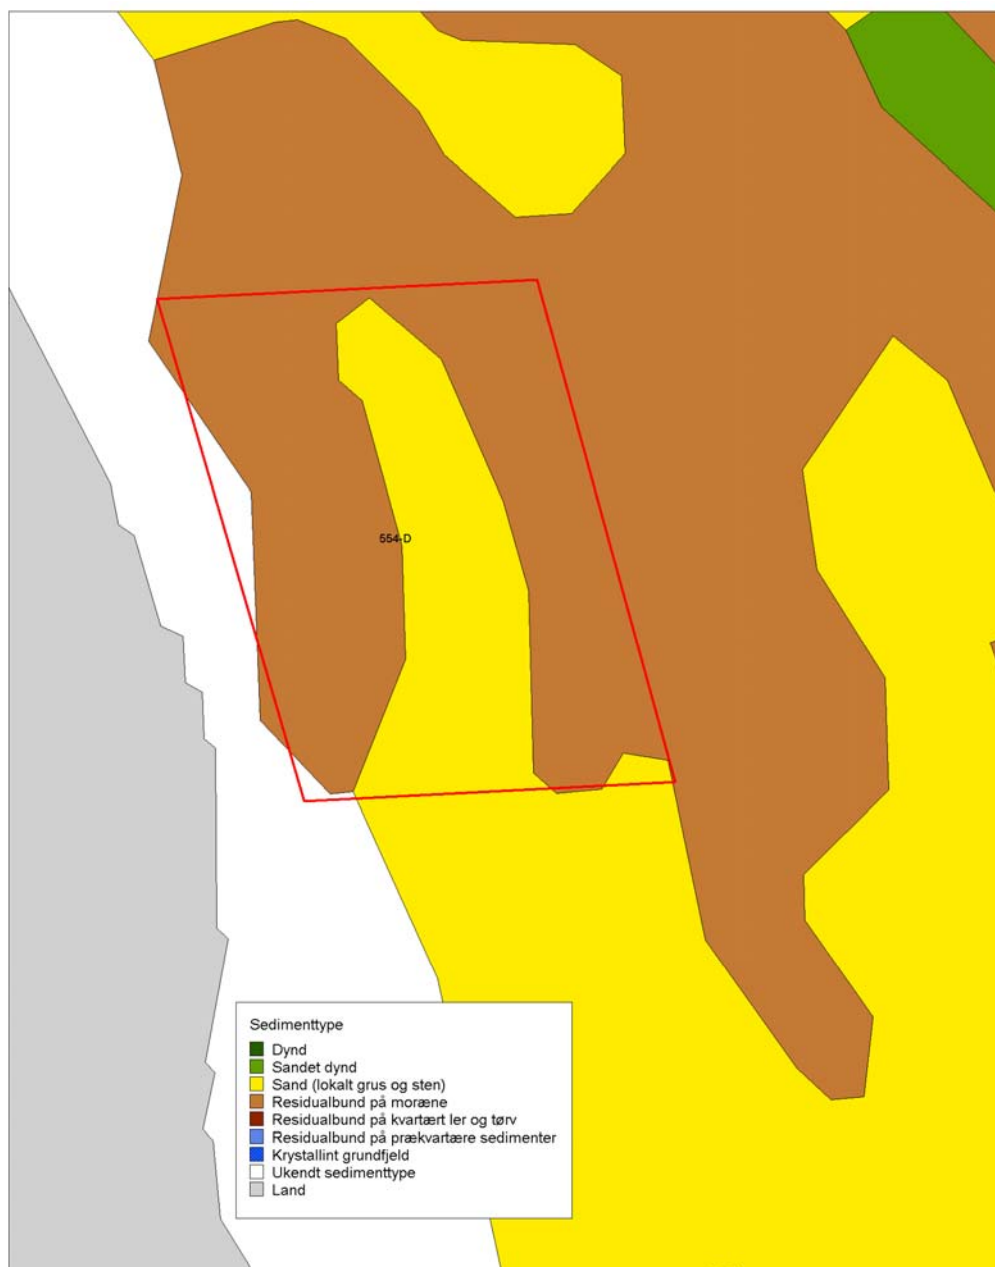 554-D
Sedimenttype
Dynd
Sandet dynd
Sand (lokalt grus og sten)
Residualbund på moræne
Residualbund på kvartært ler og tørv
Residualbund på prækvartære sedimenter
Krystallint grundfjeld
Ukendt sedimenttype
Land